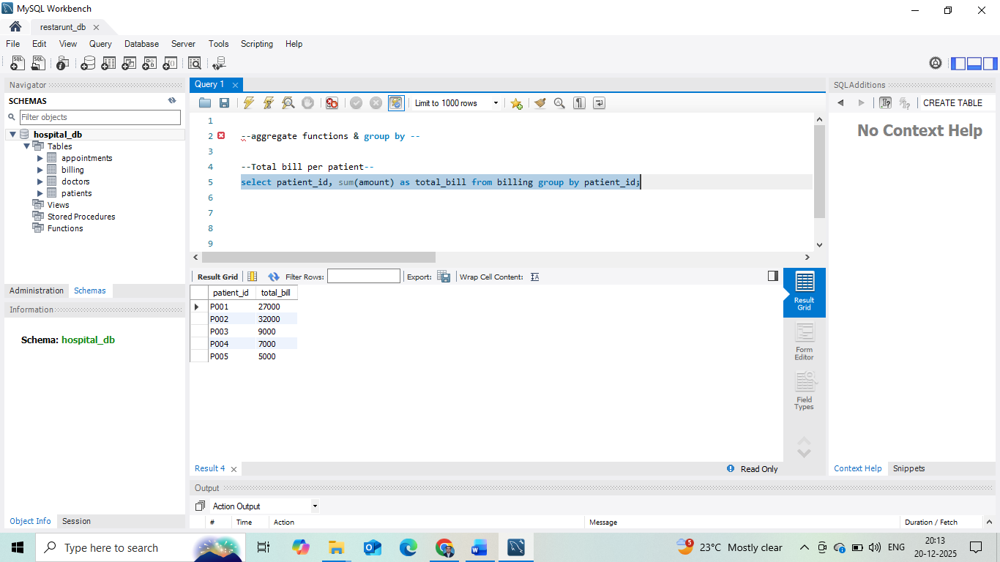 MySQL Workbench
restarunt_db
File Edit View Query Database Server Tools Scripting Help
Navigator
SCHEMAS
Filter objects
hospital_db
Tables
appointments
billing
doctors
patients
Views
Stored Procedures
Functions
Administration Schemas
Information
Schema: hospital_db
Object Info Session
Query 1
Limit to 1000 rows
1
2 --aggregate functions & group by --
3
4 --Total bill per patient--
5 select patient_id, sum(amount) as total_bill from billing group by patient_id;
6
7
8
9
Result Grid Filter Rows: Export: Wrap Cell Content:
patient_id total_bill
P001 27000
P002 32000
P003 9000
P004 7000
P005 5000
Result Grid
Form Editor
Field Types
Result 4
Read Only
Output
Action Output
# Time Action Message Duration / Fetch
SQLAdditions
CREATE TABLE
No Context Help
Context Help Snippets
Type here to search
5
23°C Mostly clear
ENG
20:13
20-12-2025